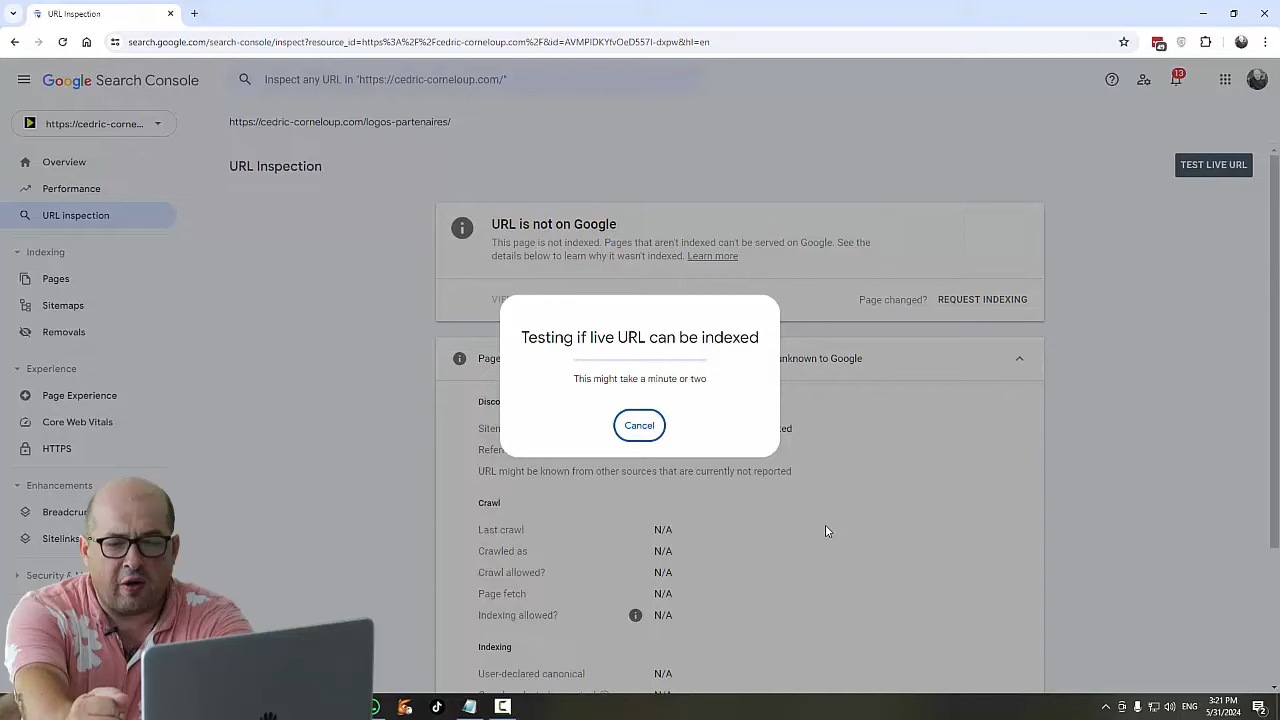 URL Inspection
search.google.com/search-console/inspect?resource_id=https%3A%2F%2Fcedric-corneloup.com%2F&id=AVMPIDKYfvOeD557I-dxpw&hl=en
Google Search Console
Inspect any URL in "https://cedric-corneloup.com/"
13
https://cedric-corne...
https://cedric-corneloup.com/logos-partenaires/
Overview
URL Inspection
TEST LIVE URL
Performance
URL inspection
URL is not on Google
This page is not indexed. Pages that aren't indexed can't be served on Google. See the
details below to learn why it wasn't indexed. Learn more
Indexing
Pages
Page changed? REQUEST INDEXING
Sitemaps
Removals
Testing if live URL can be indexed
This might take a minute or two
Cancel
unknown to Google
Experience
Page Experience
Core Web Vitals
HTTPS
URL might be known from other sources that are currently not reported
Enhancements
Crawl
Last crawl N/A
Crawled as N/A
Crawl allowed? N/A
Page fetch N/A
Indexing allowed? N/A
Security &
Indexing
User-declared canonical N/A
ENG
3:21 PM
5/31/2024
2